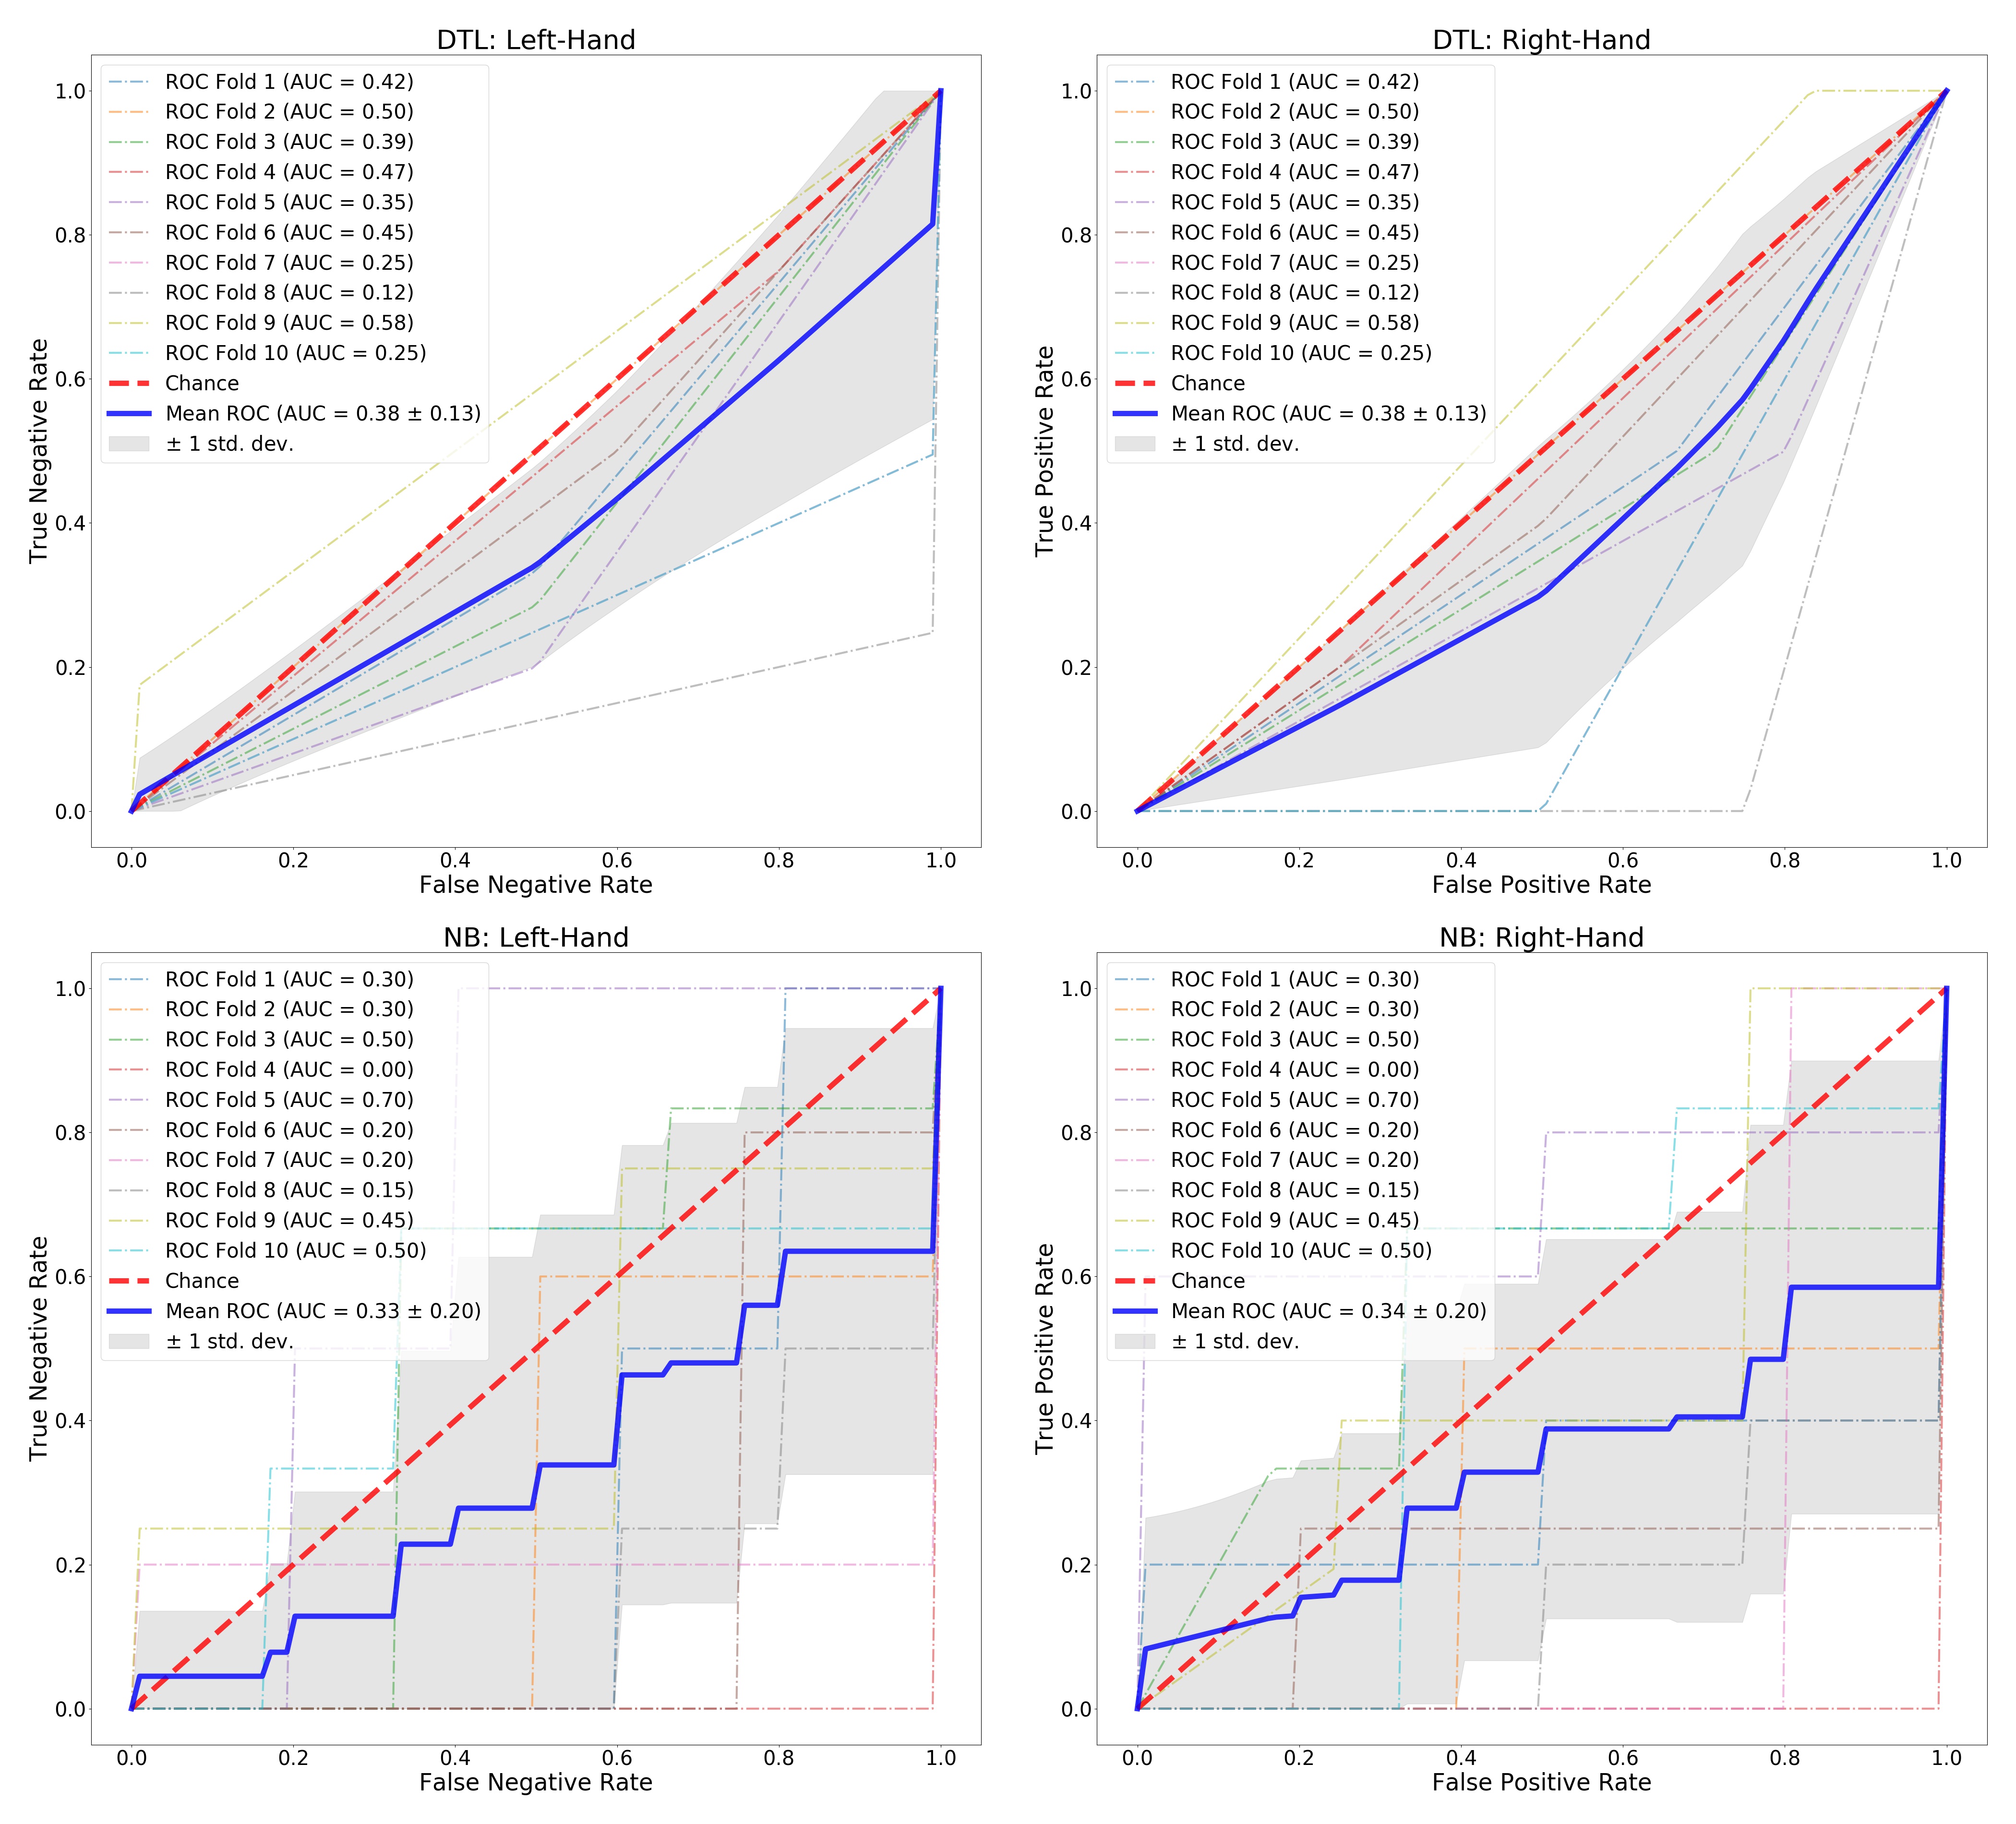 DTL: Left-Hand
True Negative Rate
1.0
0.8
0.6
0.4
0.2
0.0
ROC Fold 1 (AUC = 0.42)
ROC Fold 2 (AUC = 0.50)
ROC Fold 3 (AUC = 0.39)
ROC Fold 4 (AUC = 0.47)
ROC Fold 5 (AUC = 0.35)
ROC Fold 6 (AUC = 0.45)
ROC Fold 7 (AUC = 0.25)
ROC Fold 8 (AUC = 0.12)
ROC Fold 9 (AUC = 0.58)
ROC Fold 10 (AUC = 0.25)
Chance
Mean ROC (AUC = 0.38 ± 0.13)
± 1 std. dev.
0.0 0.2 0.4 0.6 0.8 1.0
False Negative Rate
DTL: Right-Hand
True Positive Rate
1.0
0.8
0.6
0.4
0.2
0.0
ROC Fold 1 (AUC = 0.42)
ROC Fold 2 (AUC = 0.50)
ROC Fold 3 (AUC = 0.39)
ROC Fold 4 (AUC = 0.47)
ROC Fold 5 (AUC = 0.35)
ROC Fold 6 (AUC = 0.45)
ROC Fold 7 (AUC = 0.25)
ROC Fold 8 (AUC = 0.12)
ROC Fold 9 (AUC = 0.58)
ROC Fold 10 (AUC = 0.25)
Chance
Mean ROC (AUC = 0.38 ± 0.13)
± 1 std. dev.
0.0 0.2 0.4 0.6 0.8 1.0
False Positive Rate
NB: Left-Hand
True Negative Rate
1.0
0.8
0.6
0.4
0.2
0.0
ROC Fold 1 (AUC = 0.30)
ROC Fold 2 (AUC = 0.30)
ROC Fold 3 (AUC = 0.50)
ROC Fold 4 (AUC = 0.00)
ROC Fold 5 (AUC = 0.70)
ROC Fold 6 (AUC = 0.20)
ROC Fold 7 (AUC = 0.20)
ROC Fold 8 (AUC = 0.15)
ROC Fold 9 (AUC = 0.45)
ROC Fold 10 (AUC = 0.50)
Chance
Mean ROC (AUC = 0.33 ± 0.20)
± 1 std. dev.
0.0 0.2 0.4 0.6 0.8 1.0
False Negative Rate
NB: Right-Hand
True Positive Rate
1.0
0.8
0.6
0.4
0.2
0.0
ROC Fold 1 (AUC = 0.30)
ROC Fold 2 (AUC = 0.30)
ROC Fold 3 (AUC = 0.50)
ROC Fold 4 (AUC = 0.00)
ROC Fold 5 (AUC = 0.70)
ROC Fold 6 (AUC = 0.20)
ROC Fold 7 (AUC = 0.20)
ROC Fold 8 (AUC = 0.15)
ROC Fold 9 (AUC = 0.45)
ROC Fold 10 (AUC = 0.50)
Chance
Mean ROC (AUC = 0.34 ± 0.20)
± 1 std. dev.
0.0 0.2 0.4 0.6 0.8 1.0
False Positive Rate